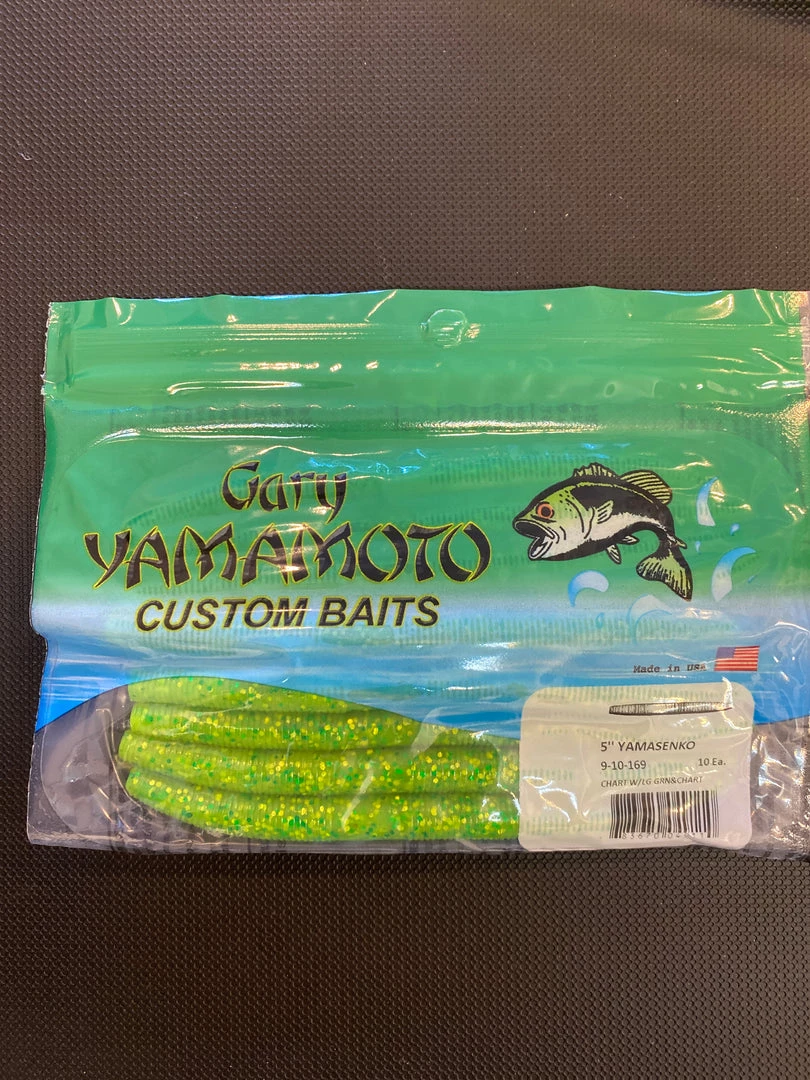 Gary
YAMAMOTO
CUSTOM BAITS
Made in USA
5" YAMASENKO
9-10-169 10 Ea.
CHART W/LG GRN&CHART